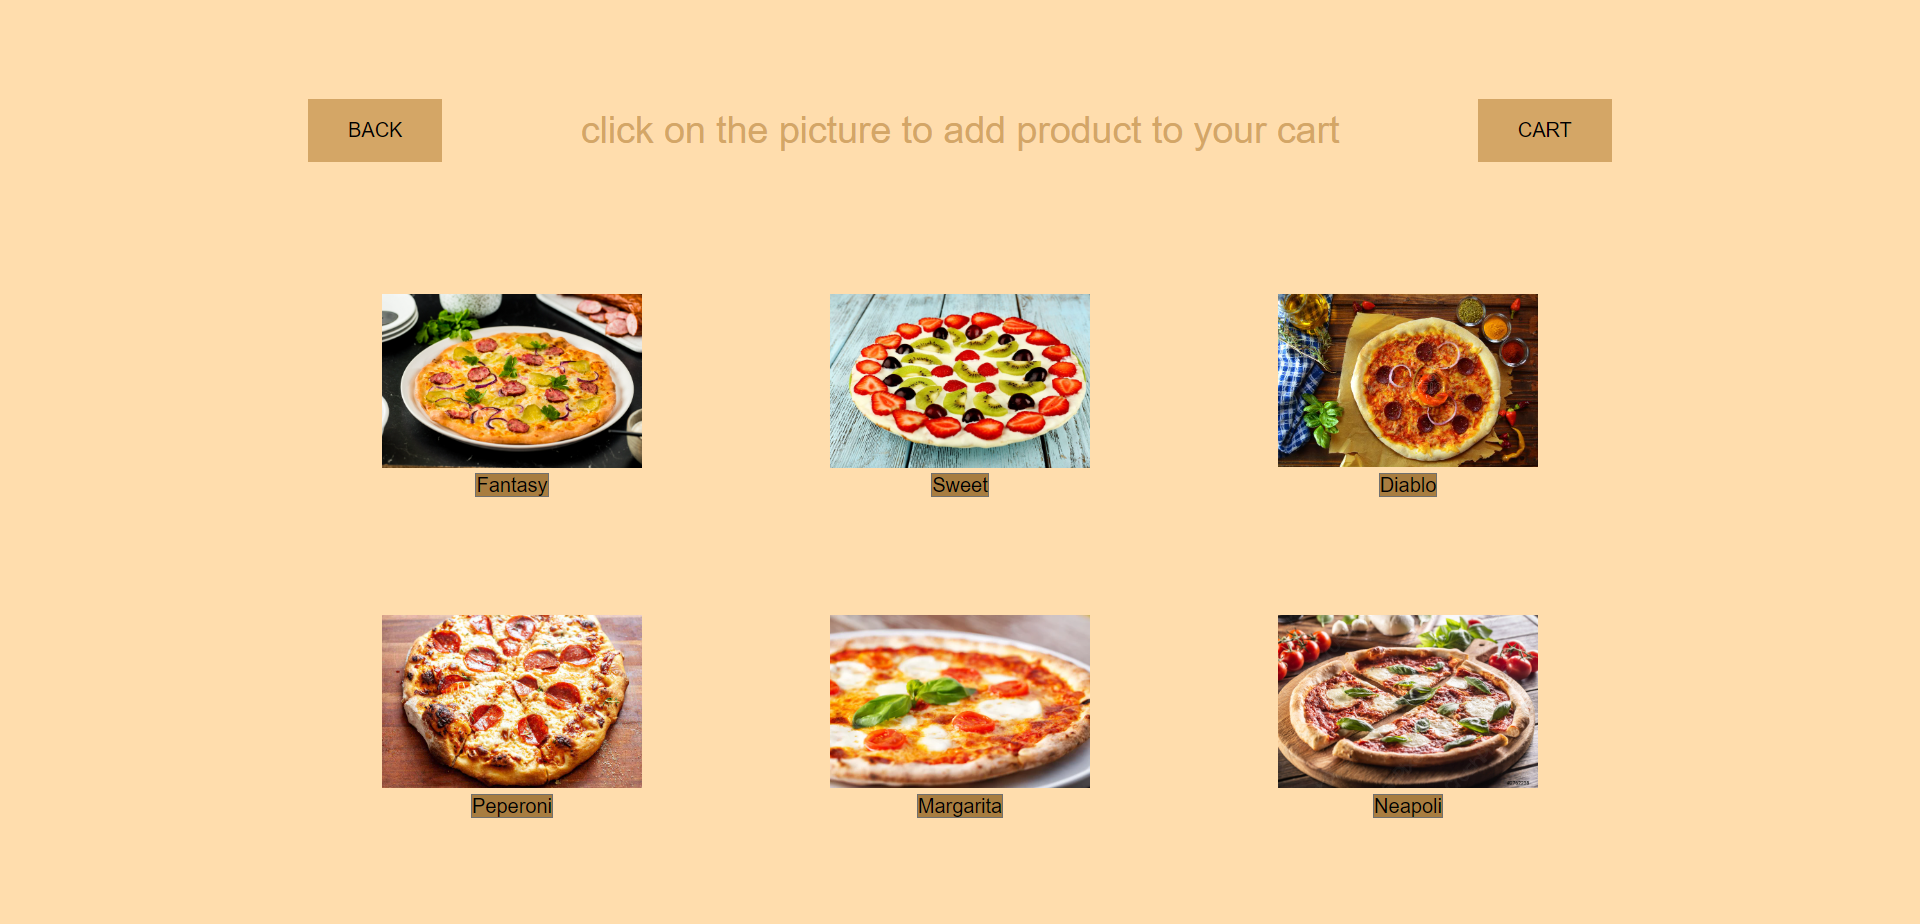 BACK
click on the picture to add product to your cart
CART
Fantasy
Sweet
Diablo
Peperoni
Margarita
Neapoli